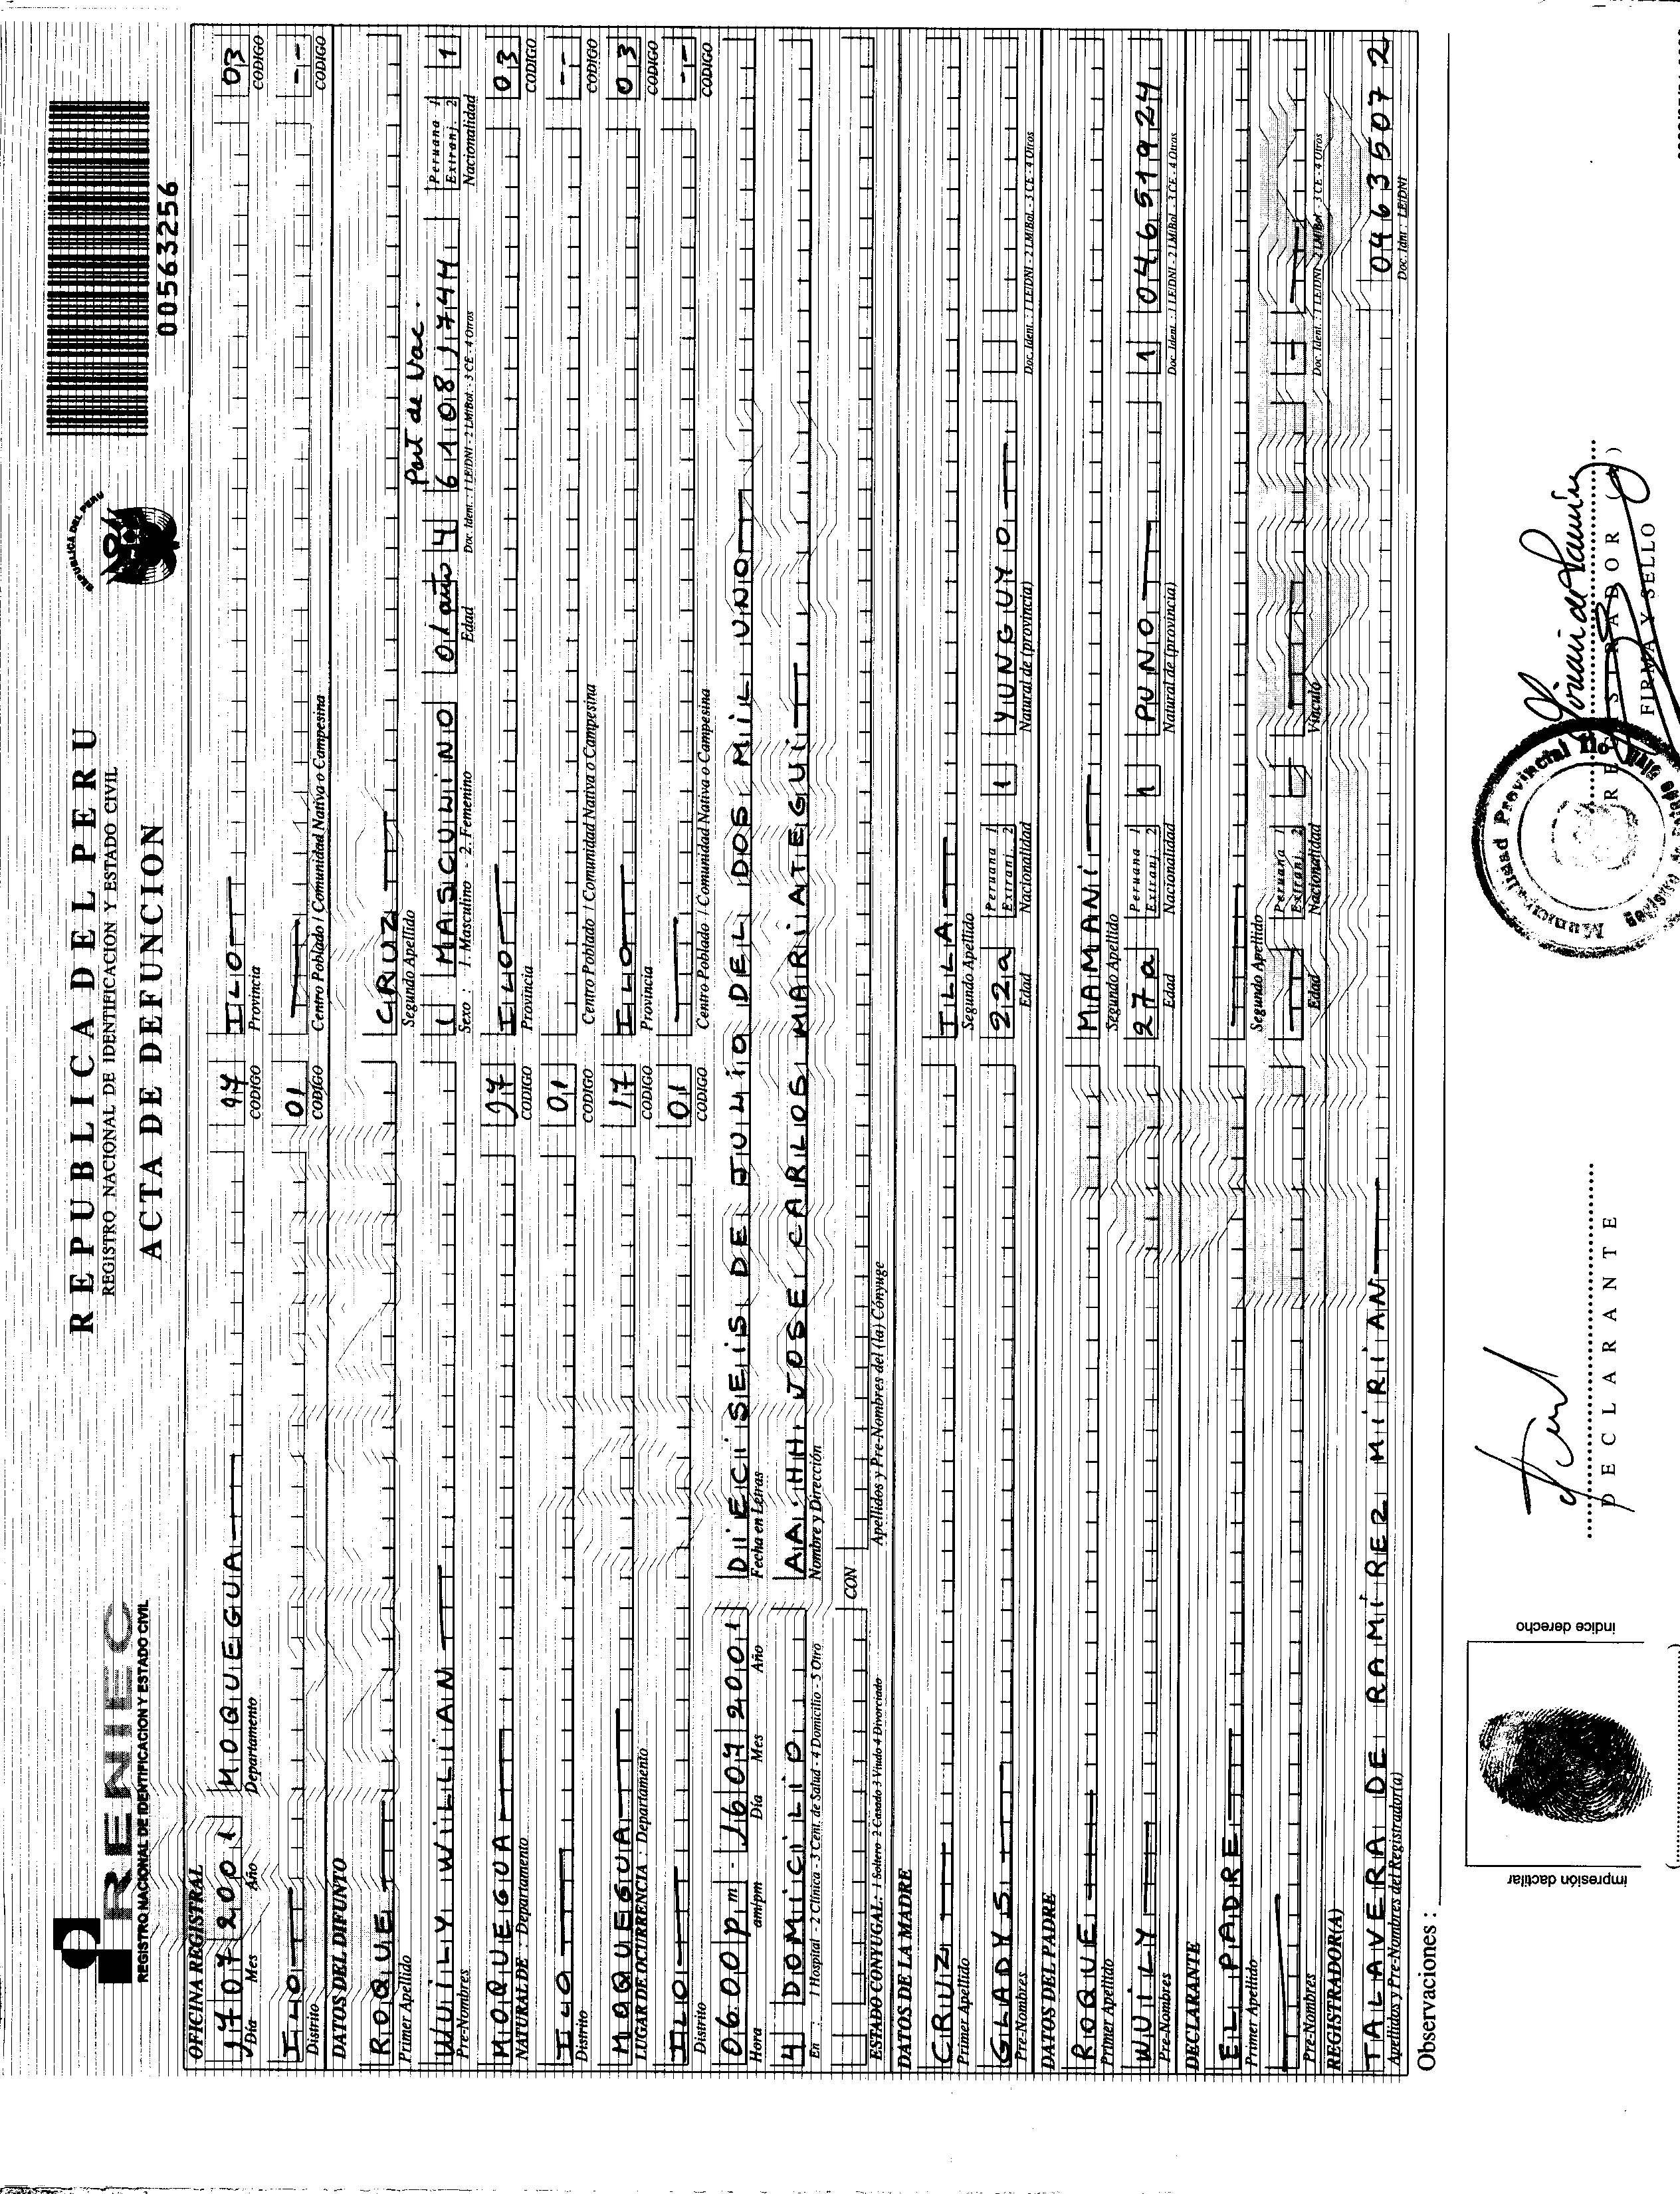 RENIEC
REGISTRO NACIONAL DE IDENTIFICACION Y ESTADO CIVIL
REPUBLICA DEL PERU
REPUBLICA DEL PERU
REGISTRO NACIONAL DE IDENTIFICACION Y ESTADO CIVIL
ACTA DE DEFUNCION
00563256
OFICINA REGISTRAL
17 07 2001 MOQUEGUA 17 ILO 03
Día Mes Año Departamento CODIGO Provincia CODIGO
ILO 01 --
Distrito CODIGO Centro Poblado / Comunidad Nativa o Campesina CODIGO
DATOS DEL DIFUNTO
ROQUE CRUZ
Primer Apellido Segundo Apellido
Part de Nac.
WUILY WILLIAN 1 MASCULINO 01 año 4 61081744 Peruana 1 Extranj. 2 1
Pre-Nombres Sexo : 1. Masculino - 2. Femenino Edad Doc. Ident. : 1 LE/DNI - 2 LM/Bol. - 3 CE - 4 Otros Nacionalidad
MOQUEGUA 17 ILO 03
NATURAL DE : Departamento CODIGO Provincia CODIGO
ILO 01 --
Distrito CODIGO Centro Poblado / Comunidad Nativa o Campesina CODIGO
MOQUEGUA 17 ILO 03
LUGAR DE OCURRENCIA : Departamento CODIGO Provincia CODIGO
ILO 01 --
Distrito CODIGO Centro Poblado / Comunidad Nativa o Campesina CODIGO
06:00 p.m. 16 07 2001 DIECISEIS DE JULIO DEL DOS MIL UNO
Hora am/pm Día Mes Año Fecha en Letras
4 DOMICILIO AA.HH. JOSE CARLOS MARIATEGUI
En : 1 Hospital - 2 Clínica - 3 Cent. de Salud - 4 Domicilio - 5 Otro Nombre y Dirección
CON
ESTADO CONYUGAL : 1 Soltero 2 Casado 3 Viudo 4 Divorciado Apellidos y Pre-Nombres del (la) Cónyuge
DATOS DE LA MADRE
CRUZ ILLA
Primer Apellido Segundo Apellido
GLADYS 22a Peruana 1 Extranj. 2 1 YUNGUYO
Pre-Nombres Edad Nacionalidad Natural de (provincia) Doc. Ident. : 1 LE/DNI - 2 LM/Bol. - 3 CE - 4 Otros
DATOS DEL PADRE
ROQUE MAMANI
Primer Apellido Segundo Apellido
WUILY 27a Peruana 1 Extranj. 2 1 PUNO 1 04651924
Pre-Nombres Edad Nacionalidad Natural de (provincia) Doc. Ident. : 1 LE/DNI - 2 LM/Bol. - 3 CE - 4 Otros
DECLARANTE
EL PADRE
Primer Apellido Segundo Apellido
Peruana 1 Extranj. 2
Pre-Nombres Edad Nacionalidad Vínculo Doc. Ident. : 1 LE/DNI - 2 LM/Bol. - 3 CE - 4 Otros
REGISTRADOR(A)
TALAVERA DE RAMIREZ MIRIAN 04635072
Apellidos y Pre-Nombres del Registrador(a) Doc. Idnt : LE/DNI
Observaciones :
impresión dactilar
índice derecho
DECLARANTE
Municipalidad Provincial Ilo
REGISTRADOR (A)
FIRMA Y SELLO